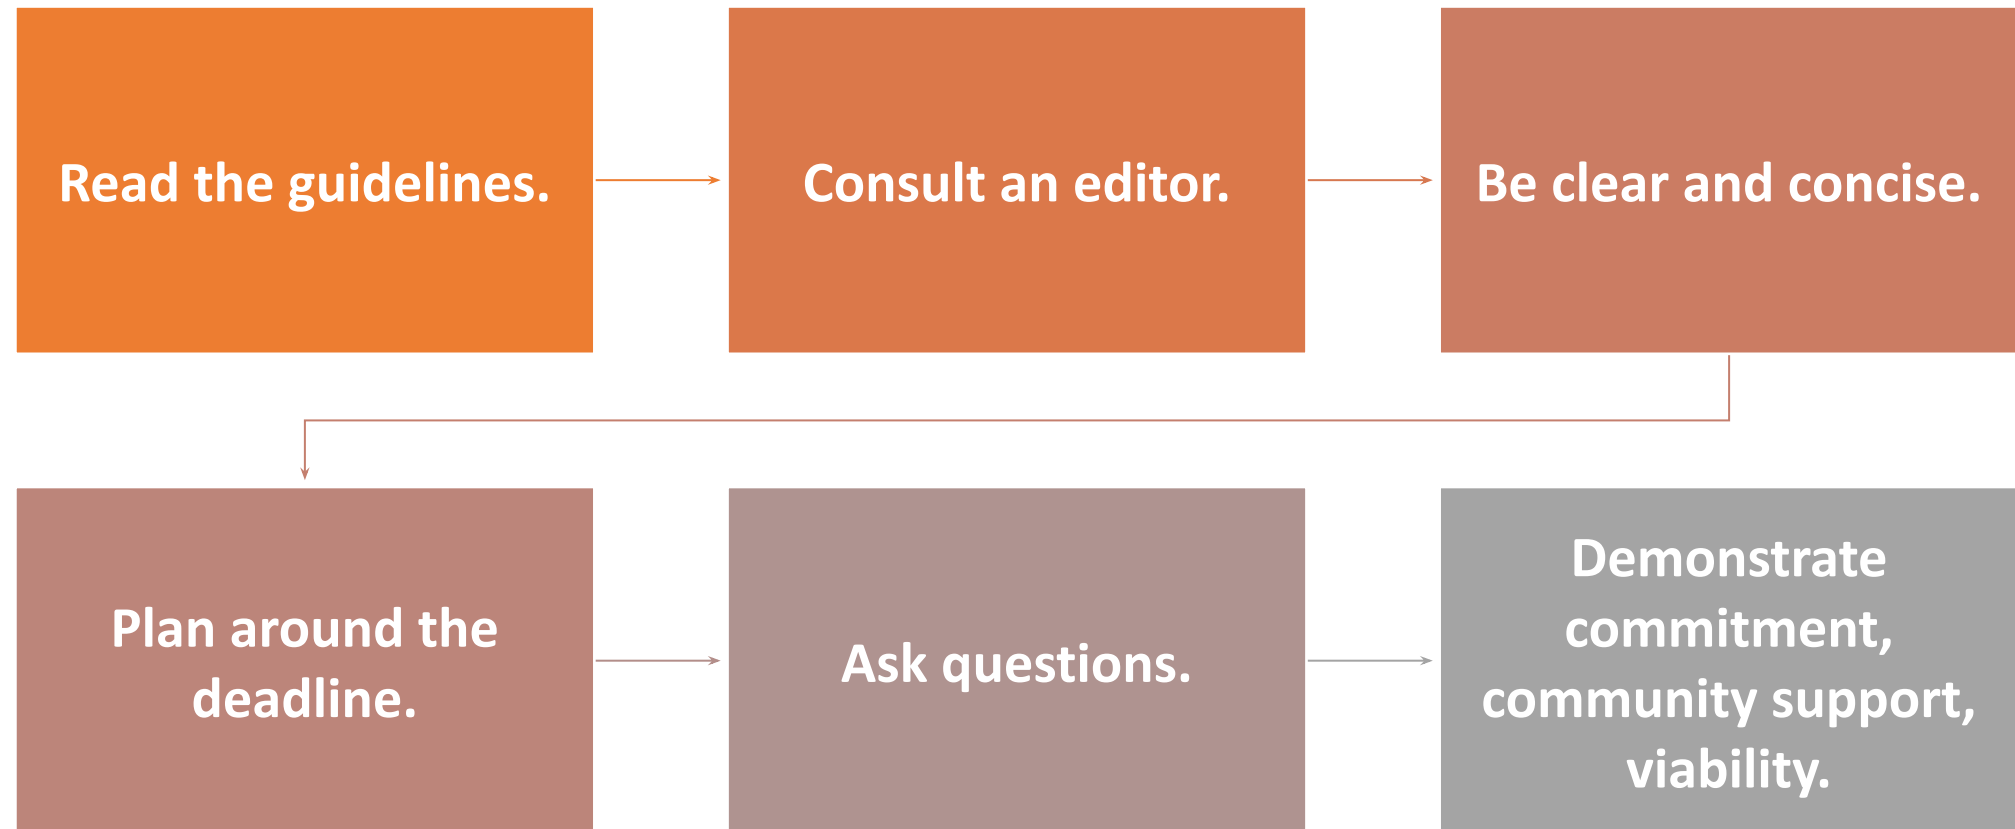 Read the guidelines.
Consult an editor.
Be clear and concise.
Plan around the
deadline.
Ask questions.
Demonstrate
commitment,
community support,
viability.